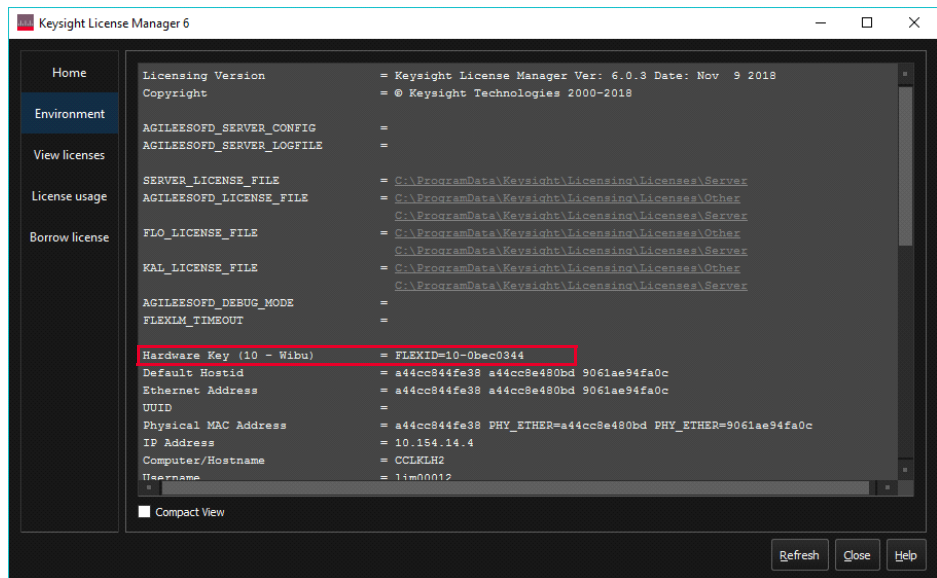 Keysight License Manager 6
Home
Environment
View licenses
License usage
Borrow license
Licensing Version = Keysight License Manager Ver: 6.0.3 Date: Nov 9 2018
Copyright = © Keysight Technologies 2000-2018
AGILEESOFD_SERVER_CONFIG =
AGILEESOFD_SERVER_LOGFILE =
SERVER_LICENSE_FILE = C:\ProgramData\Keysight\Licensing\Licenses\Server
AGILEESOFD_LICENSE_FILE = C:\ProgramData\Keysight\Licensing\Licenses\Other
C:\ProgramData\Keysight\Licensing\Licenses\Server
FLO_LICENSE_FILE = C:\ProgramData\Keysight\Licensing\Licenses\Other
C:\ProgramData\Keysight\Licensing\Licenses\Server
KAL_LICENSE_FILE = C:\ProgramData\Keysight\Licensing\Licenses\Other
C:\ProgramData\Keysight\Licensing\Licenses\Server
AGILEESOFD_DEBUG_MODE =
FLEXLM_TIMEOUT =
Hardware Key (10 - Wibu) = FLEXID=10-0bec0344
Default Hostid = a44cc844fe38 a44cc8e480bd 9061ae94fa0c
Ethernet Address = a44cc844fe38 a44cc8e480bd 9061ae94fa0c
UUID =
Physical MAC Address = a44cc844fe38 PHY_ETHER=a44cc8e480bd PHY_ETHER=9061ae94fa0c
IP Address = 10.154.14.4
Computer/Hostname = CCLKLH2
Username = lim00012
Compact View
Refresh
Close
Help